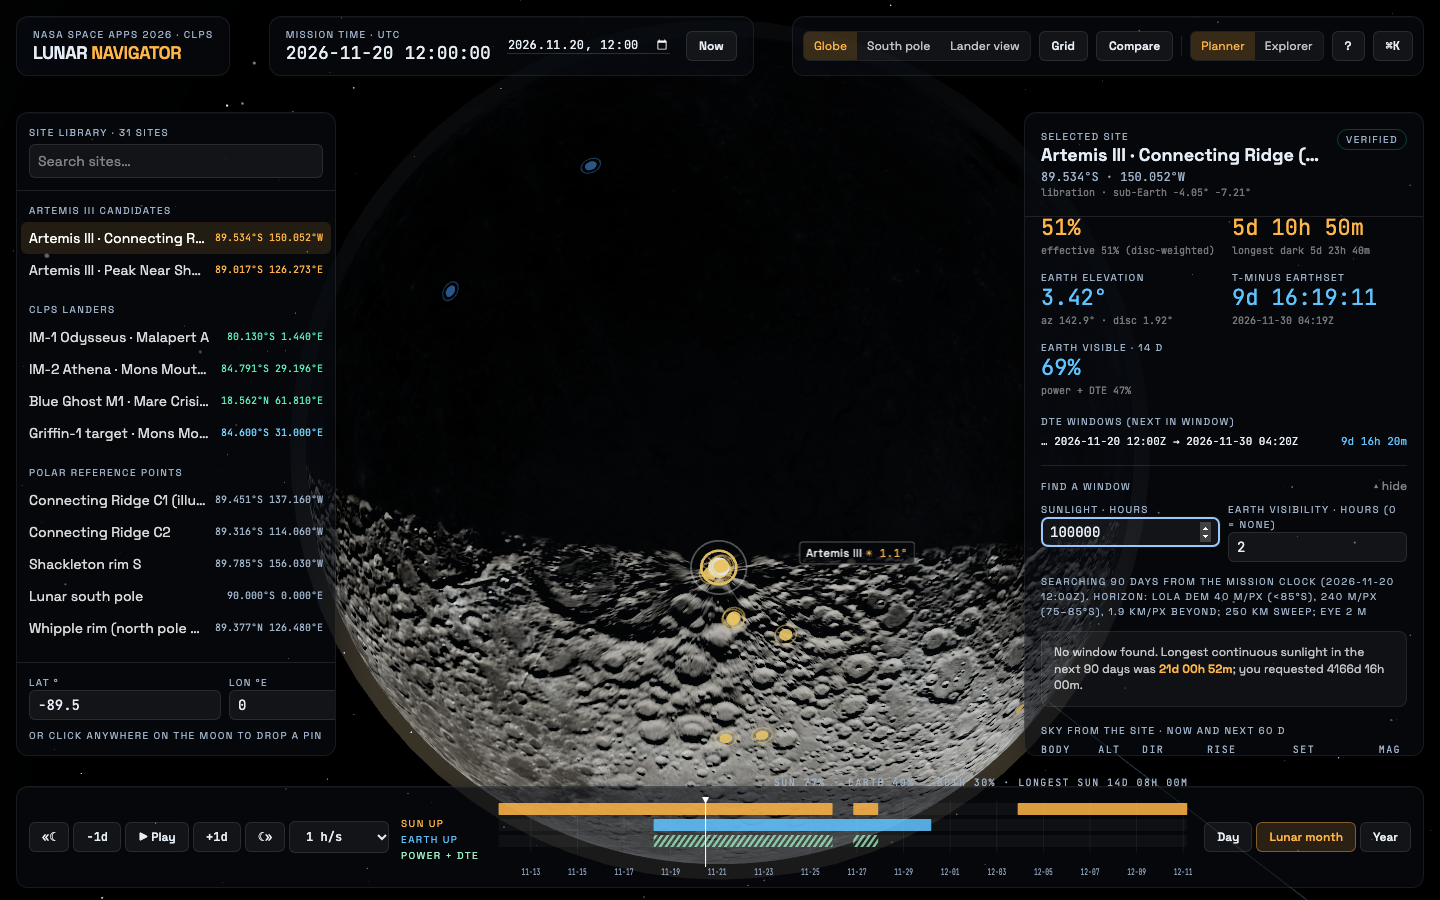 NASA SPACE APPS 2026 · CLPS
LUNAR NAVIGATOR
MISSION TIME · UTC
2026-11-20 12:00:00
2026.11.20, 12:00
Now
Globe
South pole
Lander view
Grid
Compare
Planner
Explorer
?
⌘K
SITE LIBRARY · 31 SITES
Search sites…
ARTEMIS III CANDIDATES
Artemis III · Connecting R… 89.534°S 150.052°W
Artemis III · Peak Near Sh… 89.017°S 126.273°E
CLPS LANDERS
IM-1 Odysseus · Malapert A 80.130°S 1.440°E
IM-2 Athena · Mons Mout… 84.791°S 29.196°E
Blue Ghost M1 · Mare Crisi… 18.562°N 61.810°E
Griffin-1 target · Mons Mo… 84.600°S 31.000°E
POLAR REFERENCE POINTS
Connecting Ridge C1 (illu… 89.451°S 137.160°W
Connecting Ridge C2 89.316°S 114.060°W
Shackleton rim S 89.785°S 156.030°W
Lunar south pole 90.000°S 0.000°E
Whipple rim (north pole … 89.377°N 126.480°E
LAT °
LON °E
-89.5
0
OR CLICK ANYWHERE ON THE MOON TO DROP A PIN
Artemis III ☀ 1.1°
SELECTED SITE
VERIFIED
Artemis III · Connecting Ridge (…
89.534°S · 150.052°W
libration · sub-Earth -4.05° -7.21°
51%
5d 10h 50m
effective 51% (disc-weighted)
longest dark 5d 23h 40m
EARTH ELEVATION
T-MINUS EARTHSET
3.42°
9d 16:19:11
az 142.9° · disc 1.92°
2026-11-30 04:19Z
EARTH VISIBLE · 14 D
69%
power + DTE 47%
DTE WINDOWS (NEXT IN WINDOW)
… 2026-11-20 12:00Z → 2026-11-30 04:20Z 9d 16h 20m
FIND A WINDOW
▴ hide
SUNLIGHT · HOURS
EARTH VISIBILITY · HOURS (0
= NONE)
100000
2
SEARCHING 90 DAYS FROM THE MISSION CLOCK (2026-11-20
12:00Z). HORIZON: LOLA DEM 40 M/PX (<85°S), 240 M/PX
(75–85°S), 1.9 KM/PX BEYOND; 250 KM SWEEP; EYE 2 M
No window found. Longest continuous sunlight in the
next 90 days was 21d 00h 52m; you requested 4166d 16h
00m.
SKY FROM THE SITE · NOW AND NEXT 60 D
BODY ALT DIR RISE SET MAG
30% · LONGEST SUN 14D 08H 00M
«☾
-1d
▶ Play
+1d
☾»
1 h/s
SUN UP
EARTH UP
POWER + DTE
11-13 11-15 11-17 11-19 11-21 11-23 11-25 11-27 11-29 12-01 12-03 12-05 12-07 12-09 12-11
Day
Lunar month
Year